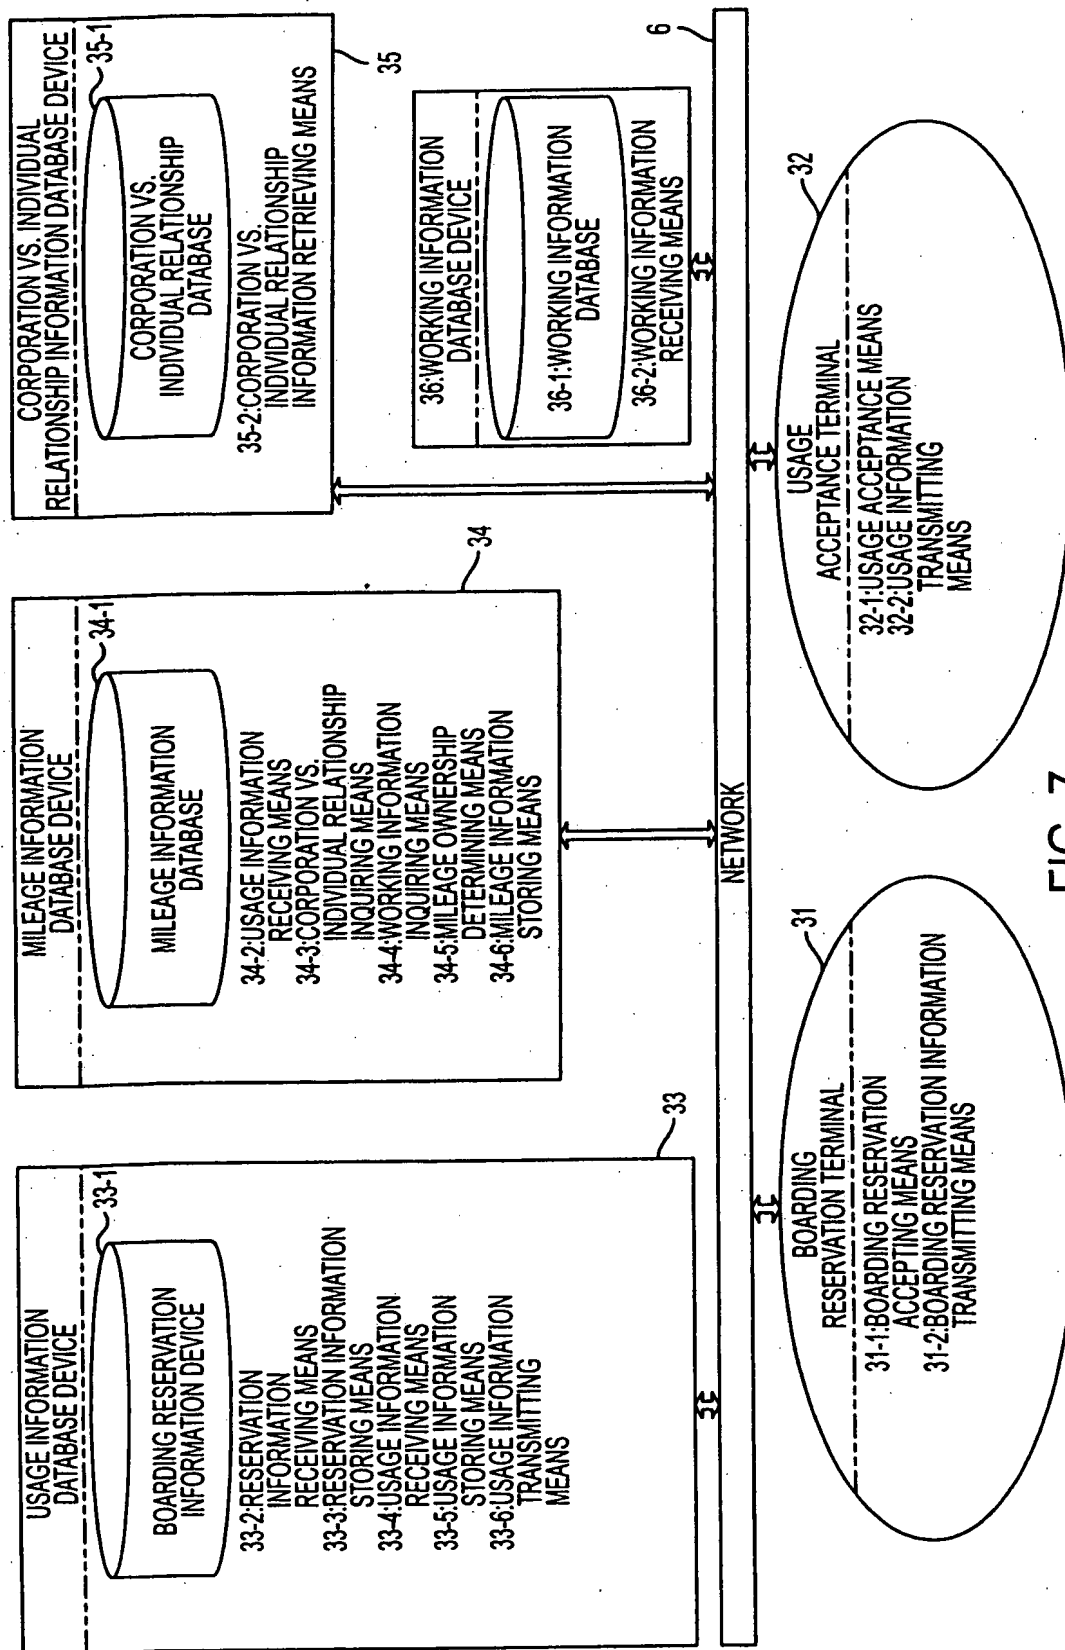 USAGE INFORMATION
DATABASE DEVICE
33-1
BOARDING RESERVATION
INFORMATION DEVICE
33-2:RESERVATION
INFORMATION
RECEIVING MEANS
33-3:RESERVATION INFORMATION
STORING MEANS
33-4:USAGE INFORMATION
RECEIVING MEANS
33-5:USAGE INFORMATION
STORING MEANS
33-6:USAGE INFORMATION
TRANSMITTING
MEANS
33
MILEAGE INFORMATION
DATABASE DEVICE
34-1
MILEAGE INFORMATION
DATABASE
34-2:USAGE INFORMATION
RECEIVING MEANS
34-3:CORPORATION VS.
INDIVIDUAL RELATIONSHIP
INQUIRING MEANS
34-4:WORKING INFORMATION
INQUIRING MEANS
34-5:MILEAGE OWNERSHIP
DETERMINING MEANS
34-6:MILEAGE INFORMATION
STORING MEANS
34
CORPORATION VS. INDIVIDUAL
RELATIONSHIP INFORMATION DATABASE DEVICE
35-1
CORPORATION VS.
INDIVIDUAL RELATIONSHIP
DATABASE
35-2:CORPORATION VS.
INDIVIDUAL RELATIONSHIP
INFORMATION RETRIEVING MEANS
35
36:WORKING INFORMATION
DATABASE DEVICE
36-1:WORKING INFORMATION
DATABASE
36-2:WORKING INFORMATION
RECEIVING MEANS
6
NETWORK
31
BOARDING
RESERVATION TERMINAL
31-1:BOARDING RESERVATION
ACCEPTING MEANS
31-2:BOARDING RESERVATION INFORMATION
TRANSMITTING MEANS
32
USAGE
ACCEPTANCE TERMINAL
32-1:USAGE ACCEPTANCE MEANS
32-2:USAGE INFORMATION
TRANSMITTING
MEANS
FIG. 7